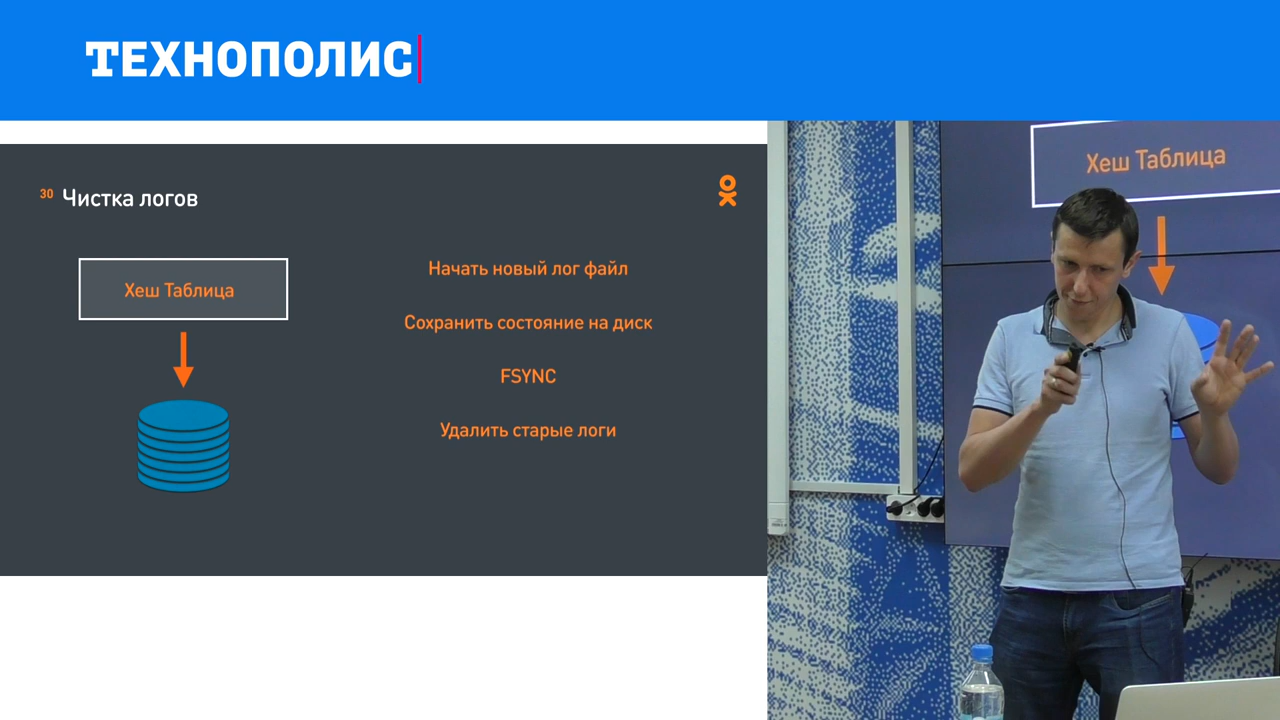 ТЕХНОПОЛИС
30 Чистка логов
Хеш Таблица
Начать новый лог файл
Сохранить состояние на диск
FSYNC
Удалить старые логи
Хеш Таблица